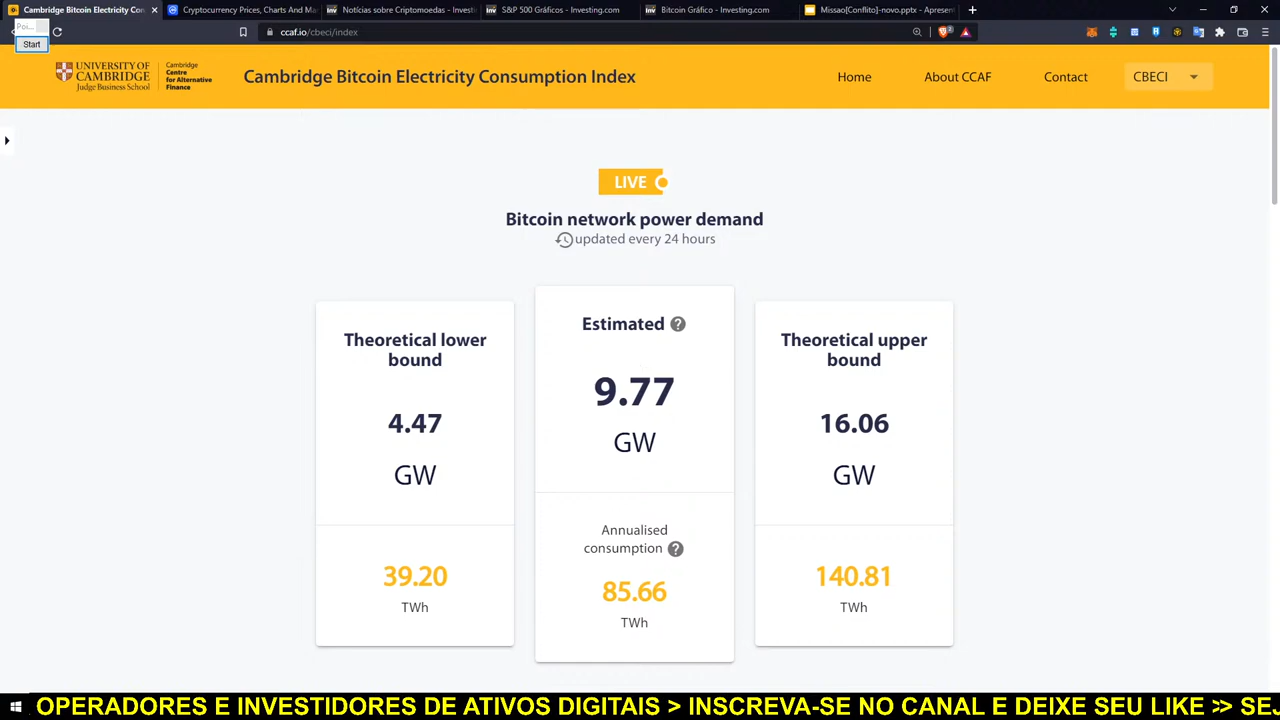 Cambridge Bitcoin Electricity Con
Cryptocurrency Prices, Charts And Ma
Notícias sobre Criptomoedas - Invest
S&P 500 Gráficos - Investing.com
Bitcoin Gráfico - Investing.com
Missao[Conflito]-novo.pptx - Apresen
Start
ccaf.io/cbeci/index
UNIVERSITY OF
CAMBRIDGE
Judge Business School
Cambridge
Centre
for Alternative
Finance
Cambridge Bitcoin Electricity Consumption Index
Home
About CCAF
Contact
CBECI
LIVE
Bitcoin network power demand
updated every 24 hours
Theoretical lower
bound
4.47
GW
39.20
TWh
Estimated ?
9.77
GW
Annualised
consumption ?
85.66
TWh
Theoretical upper
bound
16.06
GW
140.81
TWh
OPERADORES E INVESTIDORES DE ATIVOS DIGITAIS > INSCREVA-SE NO CANAL E DEIXE SEU LIKE >> SEJ